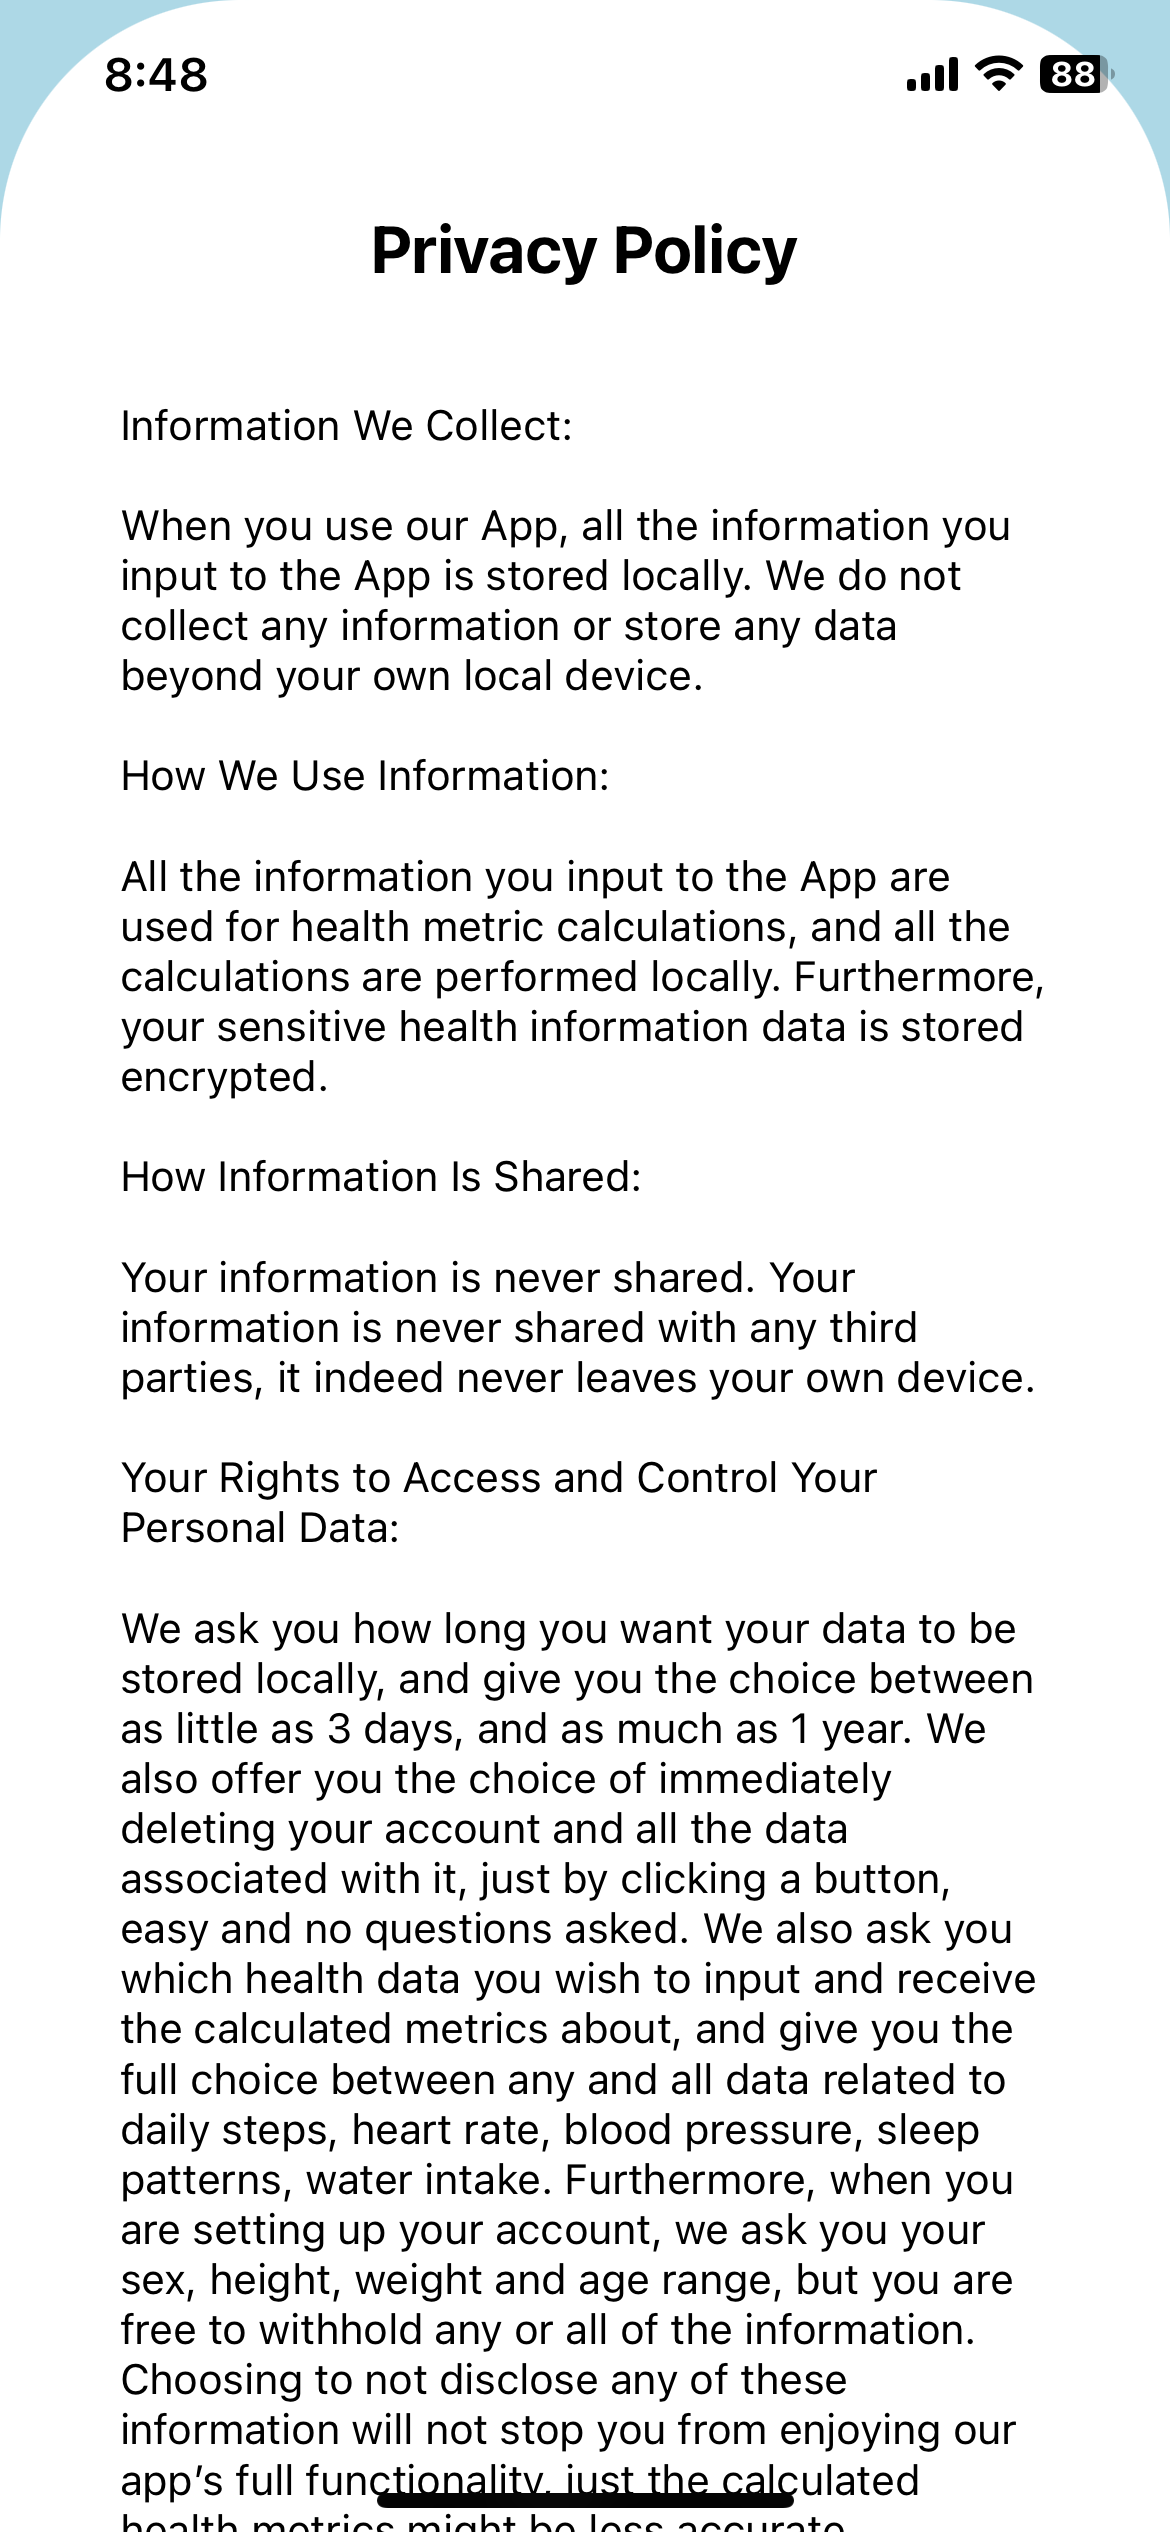 8:48
88
Privacy Policy
Information We Collect:
When you use our App, all the information you
input to the App is stored locally. We do not
collect any information or store any data
beyond your own local device.
How We Use Information:
All the information you input to the App are
used for health metric calculations, and all the
calculations are performed locally. Furthermore,
your sensitive health information data is stored
encrypted.
How Information Is Shared:
Your information is never shared. Your
information is never shared with any third
parties, it indeed never leaves your own device.
Your Rights to Access and Control Your
Personal Data:
We ask you how long you want your data to be
stored locally, and give you the choice between
as little as 3 days, and as much as 1 year. We
also offer you the choice of immediately
deleting your account and all the data
associated with it, just by clicking a button,
easy and no questions asked. We also ask you
which health data you wish to input and receive
the calculated metrics about, and give you the
full choice between any and all data related to
daily steps, heart rate, blood pressure, sleep
patterns, water intake. Furthermore, when you
are setting up your account, we ask you your
sex, height, weight and age range, but you are
free to withhold any or all of the information.
Choosing to not disclose any of these
information will not stop you from enjoying our
app's full functionality, just the calculated
health metrics might be less accurate